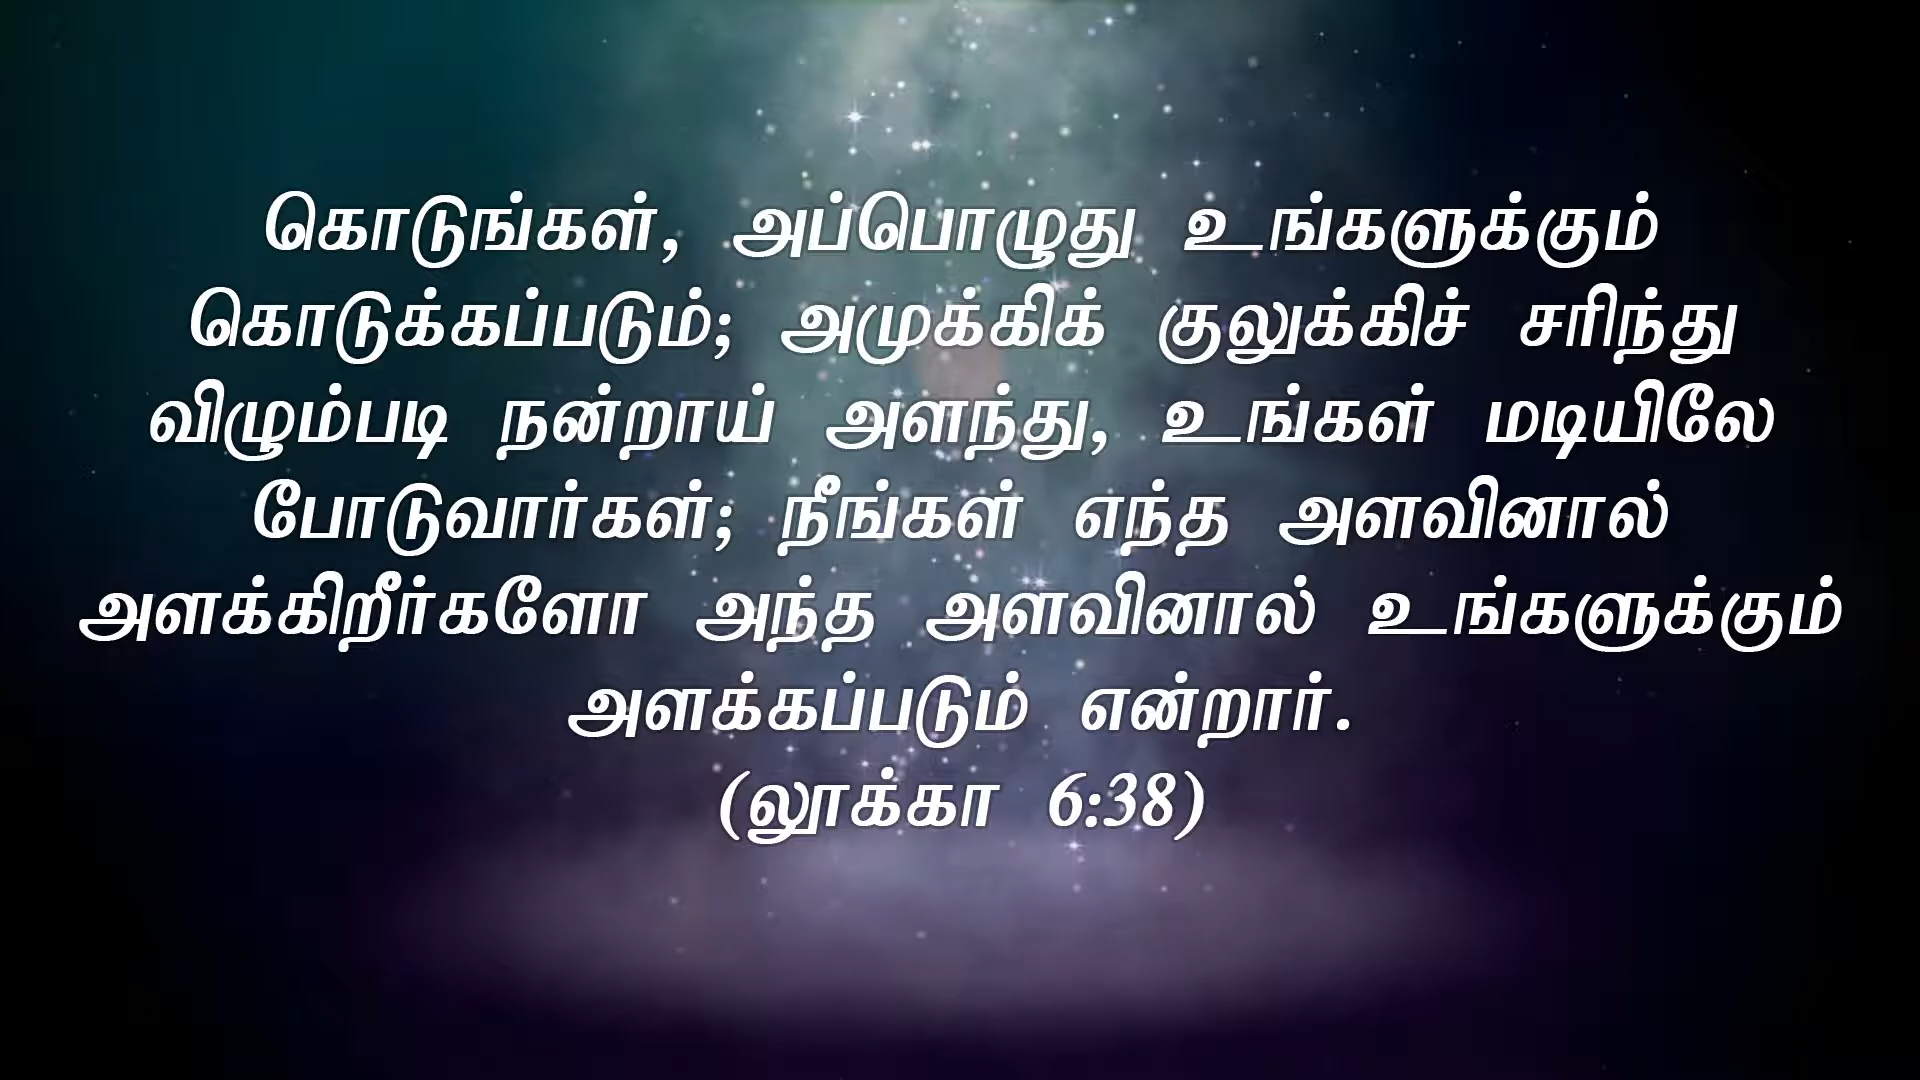 கொடுங்கள், அப்பொழுது உங்களுக்கும்
கொடுக்கப்படும்; அமுக்கிக் குலுக்கிச் சரிந்து
விழும்படி நன்றாய் அளந்து, உங்கள் மடியிலே
போடுவார்கள்; நீங்கள் எந்த அளவினால்
அளக்கிறீர்களோ அந்த அளவினால் உங்களுக்கும்
அளக்கப்படும் என்றார்.
(லூக்கா 6:38)